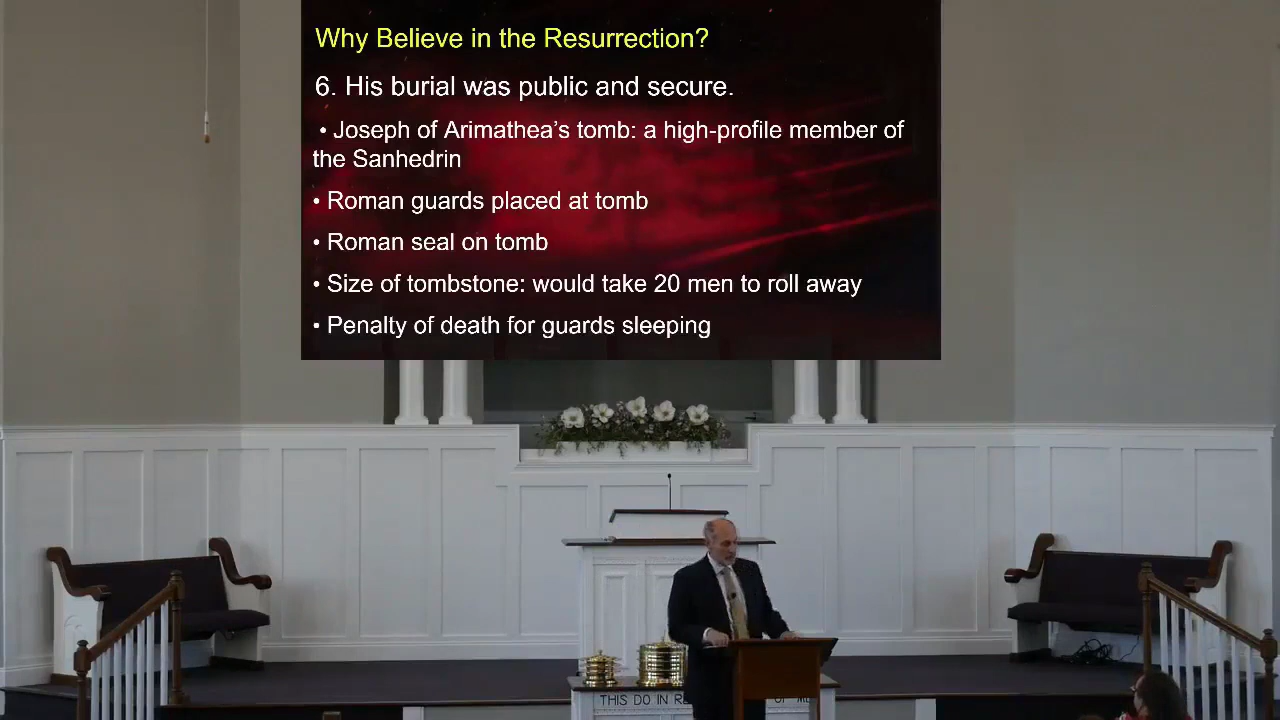 Why Believe in the Resurrection?
6. His burial was public and secure.
• Joseph of Arimathea’s tomb: a high-profile member of
the Sanhedrin
• Roman guards placed at tomb
• Roman seal on tomb
• Size of tombstone: would take 20 men to roll away
• Penalty of death for guards sleeping
THIS DO IN OF